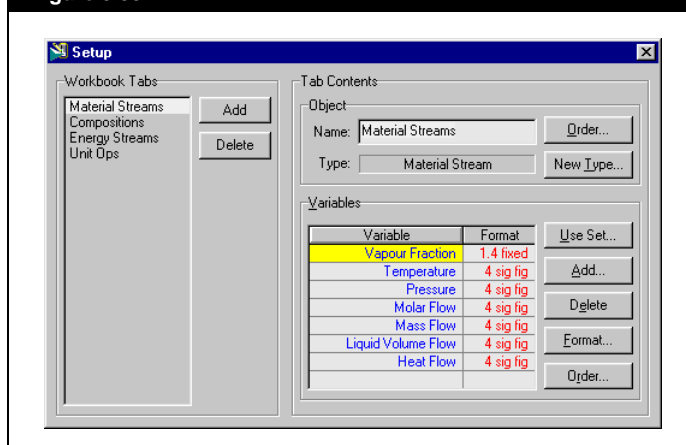 Setup
Workbook Tabs
Material Streams
Compositions
Energy Streams
Unit Ops
Add
Delete
Tab Contents
Object
Name: Material Streams
Order...
Type: Material Stream
New Type...
Variables
Variable Format
Vapour Fraction 1.4 fixed
Temperature 4 sig fig
Pressure 4 sig fig
Molar Flow 4 sig fig
Mass Flow 4 sig fig
Liquid Volume Flow 4 sig fig
Heat Flow 4 sig fig
Use Set...
Add...
Delete
Format...
Order...